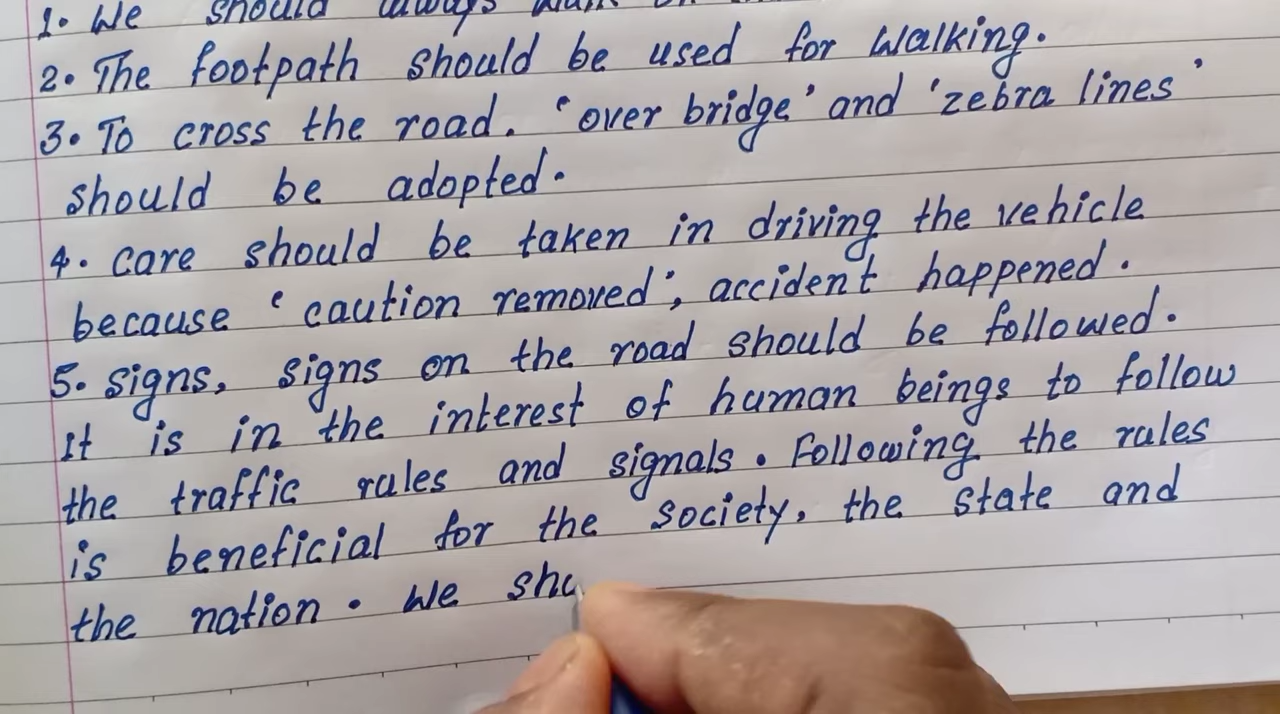 1. We should always walk on
2. The footpath should be used for walking.
3. To cross the road. 'over bridge' and 'zebra lines'
should be adopted.
4. care should be taken in driving the vehicle
because 'caution removed', accident happened.
5. signs, signs on the road should be followed.
It is in the interest of human beings to follow
the traffic rules and signals. Following the rules
is beneficial for the society, the state and
the nation. We sho